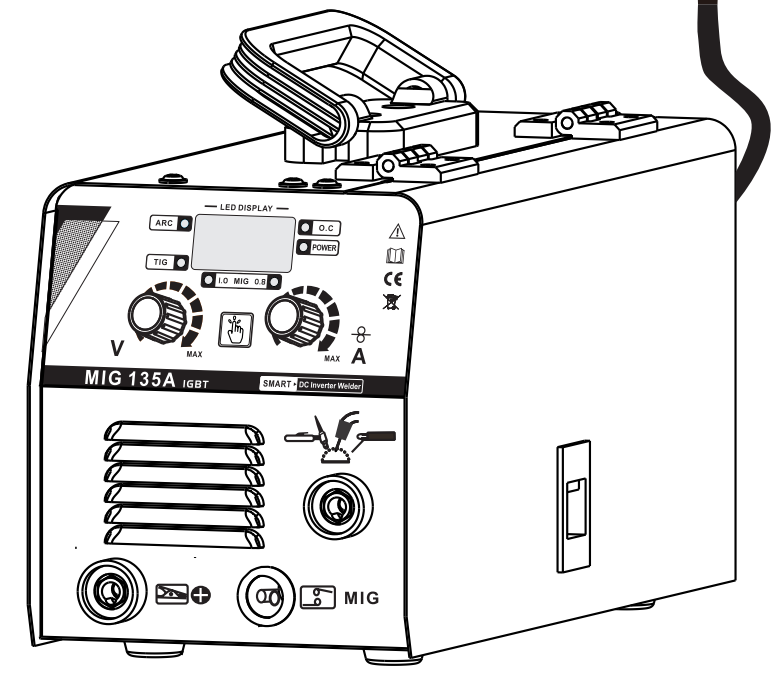 LED DISPLAY
ARC
O.C
POWER
TIG
1.0 MIG 0.8
CE
V
MAX
MAX
A
MIG 135A IGBT
SMART DC Inverter Welder
MIG